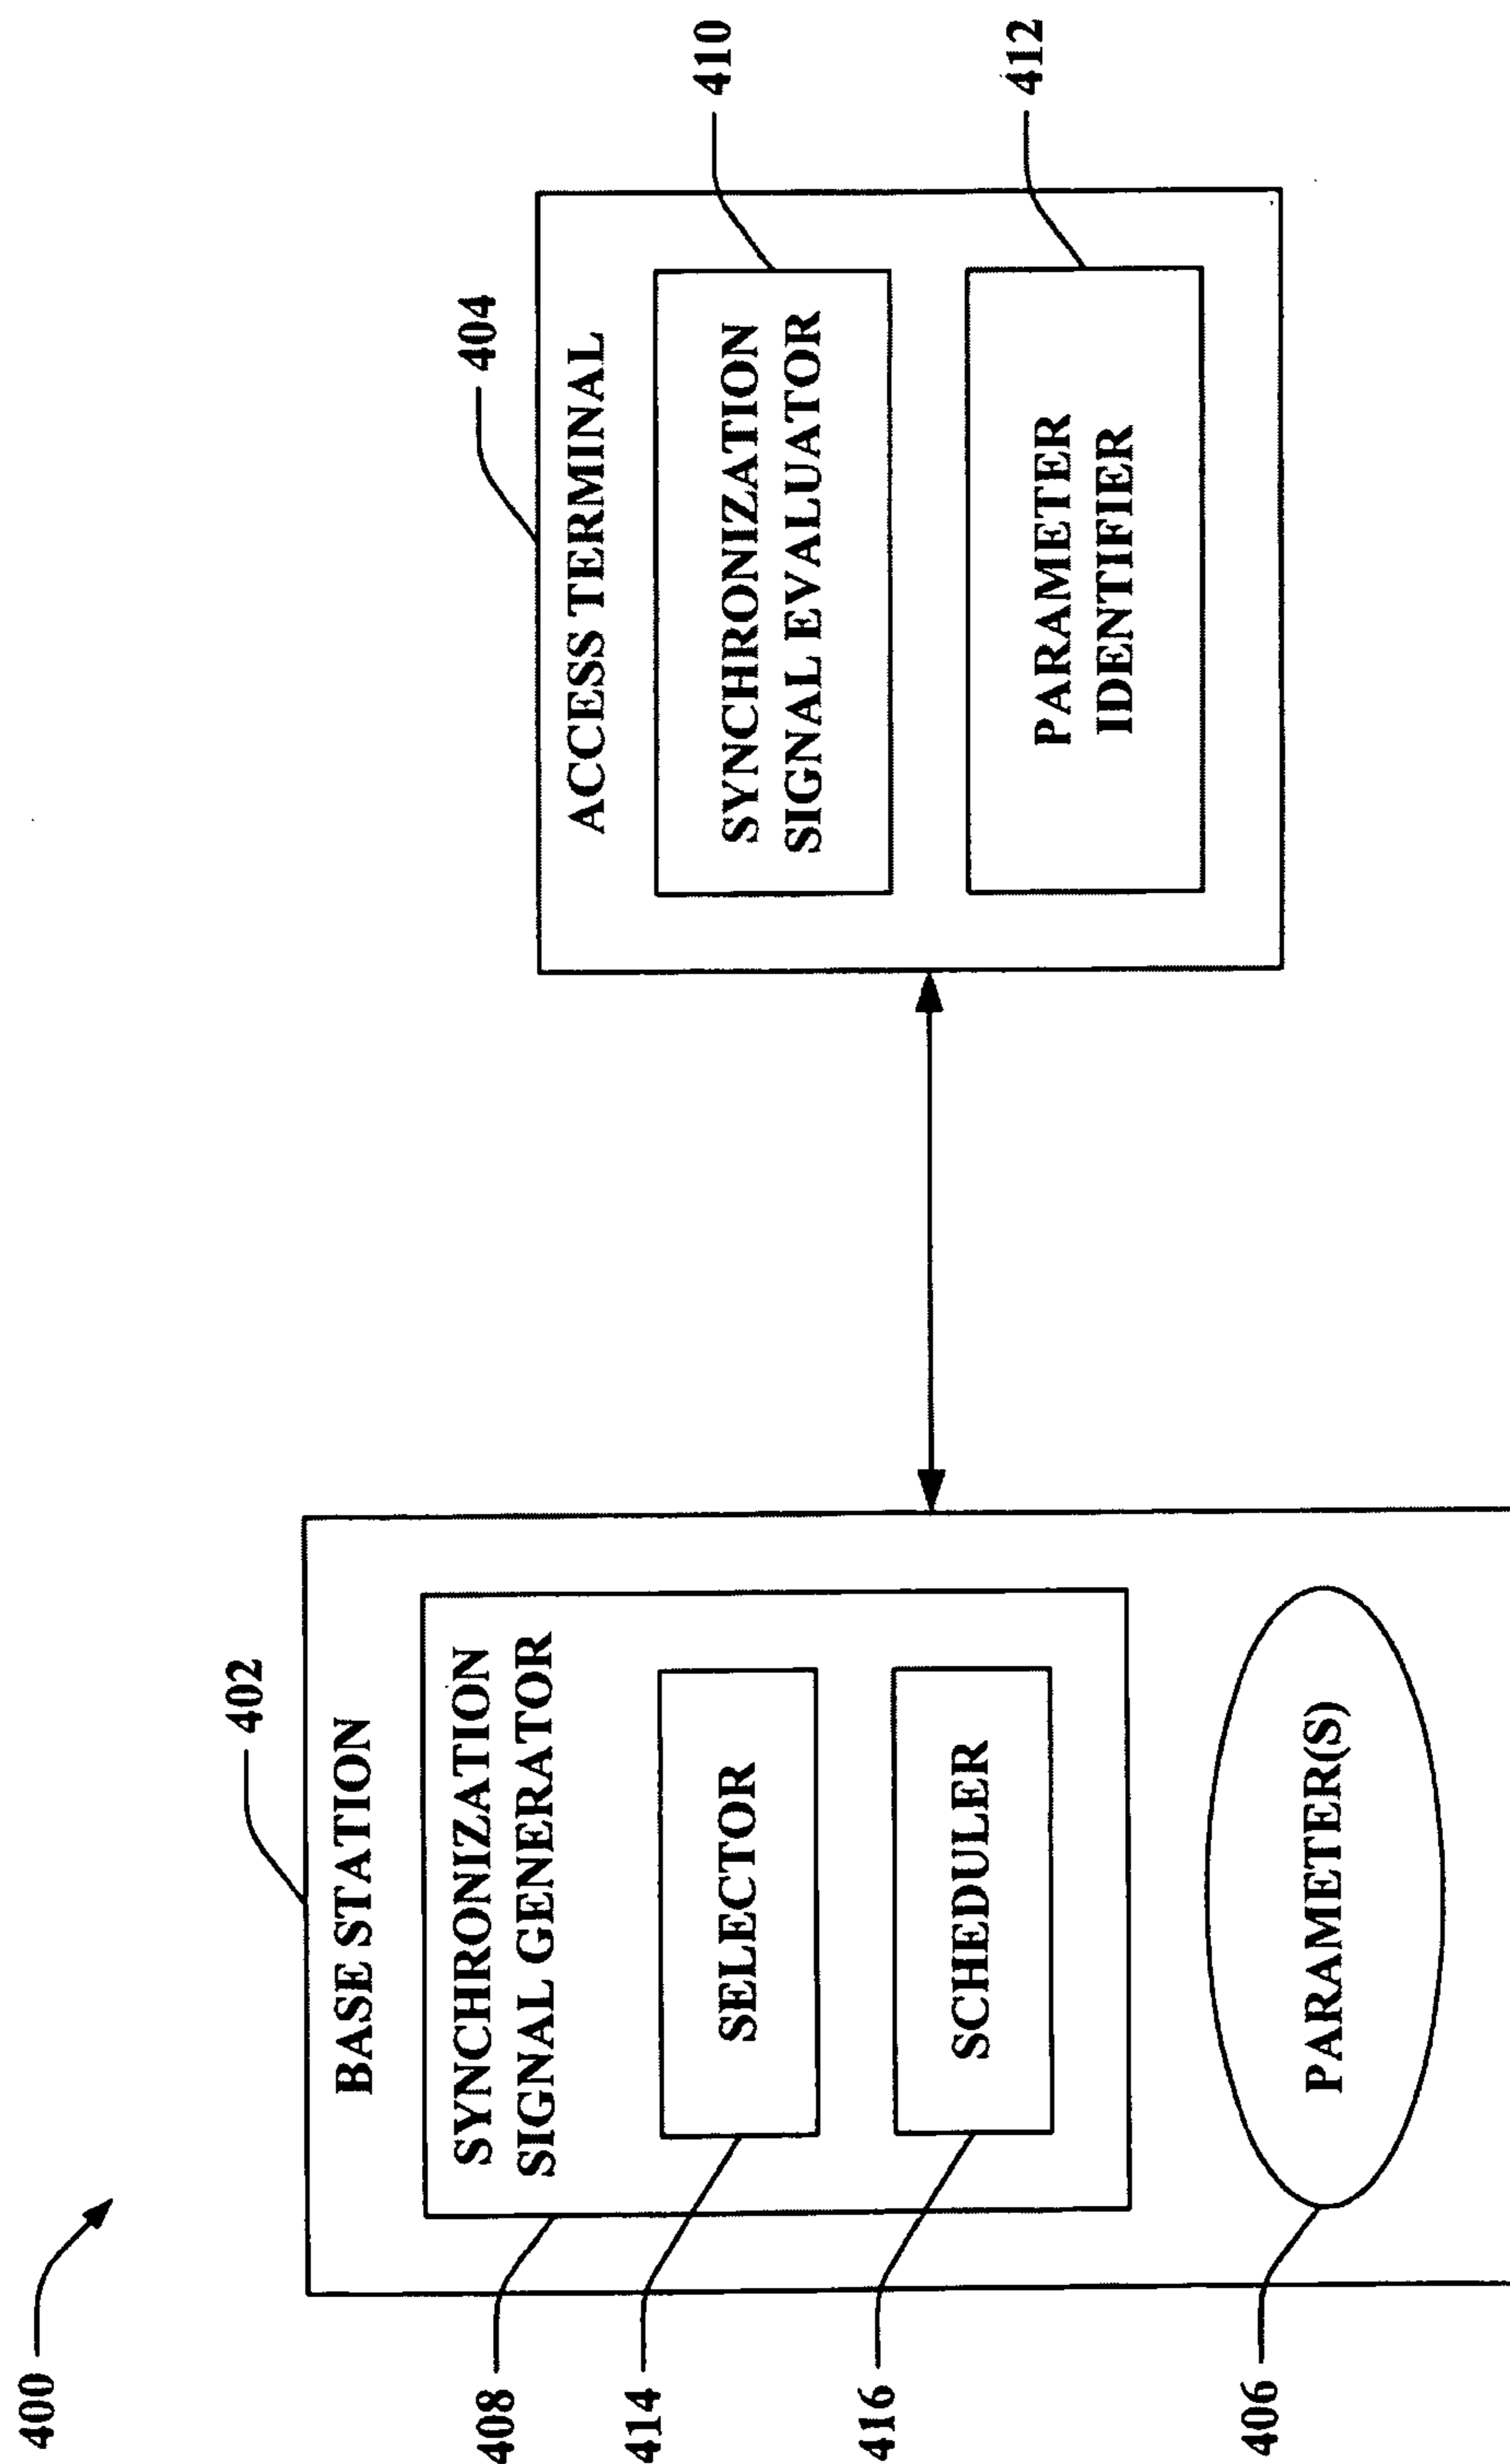 400
402
BASE STATION
408
SYNCHRONIZATION
SIGNAL GENERATOR
414
SELECTOR
416
SCHEDULER
406
PARAMETER(S)
404
ACCESS TERMINAL
410
SYNCHRONIZATION
SIGNAL EVALUATOR
412
PARAMETER
IDENTIFIER